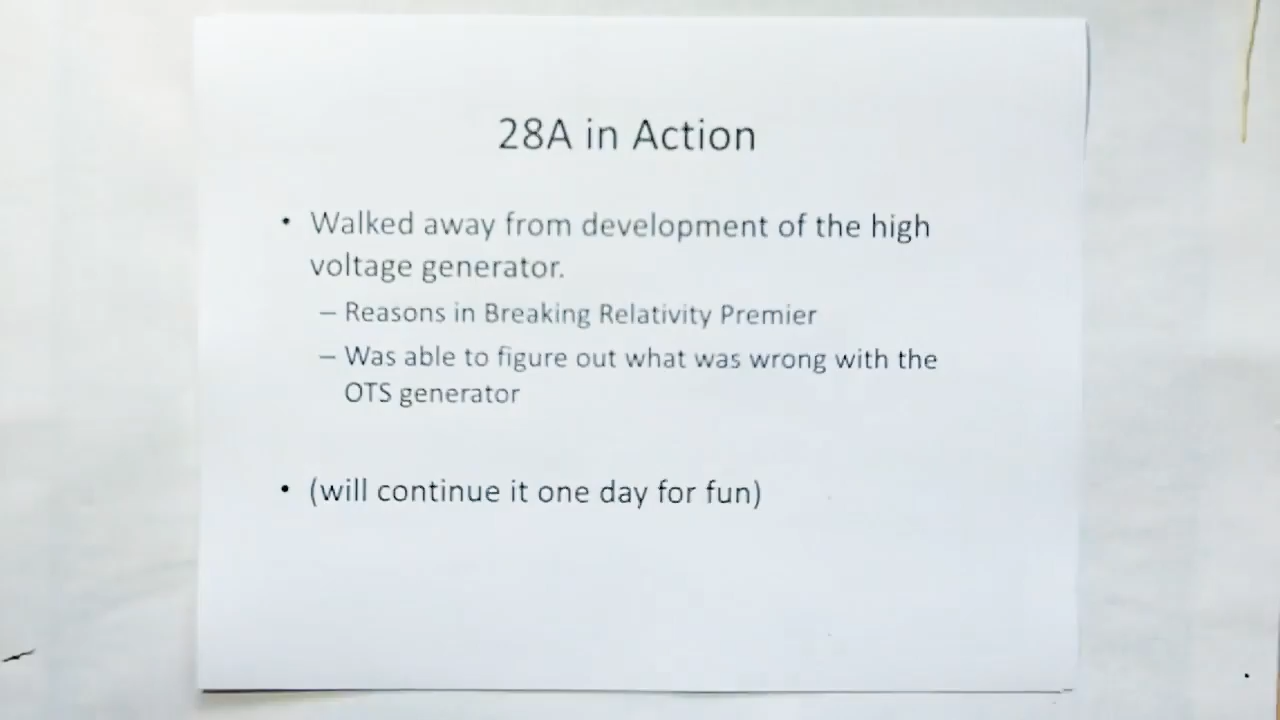 28A in Action
• Walked away from development of the high
voltage generator.
– Reasons in Breaking Relativity Premier
– Was able to figure out what was wrong with the
OTS generator
• (will continue it one day for fun)